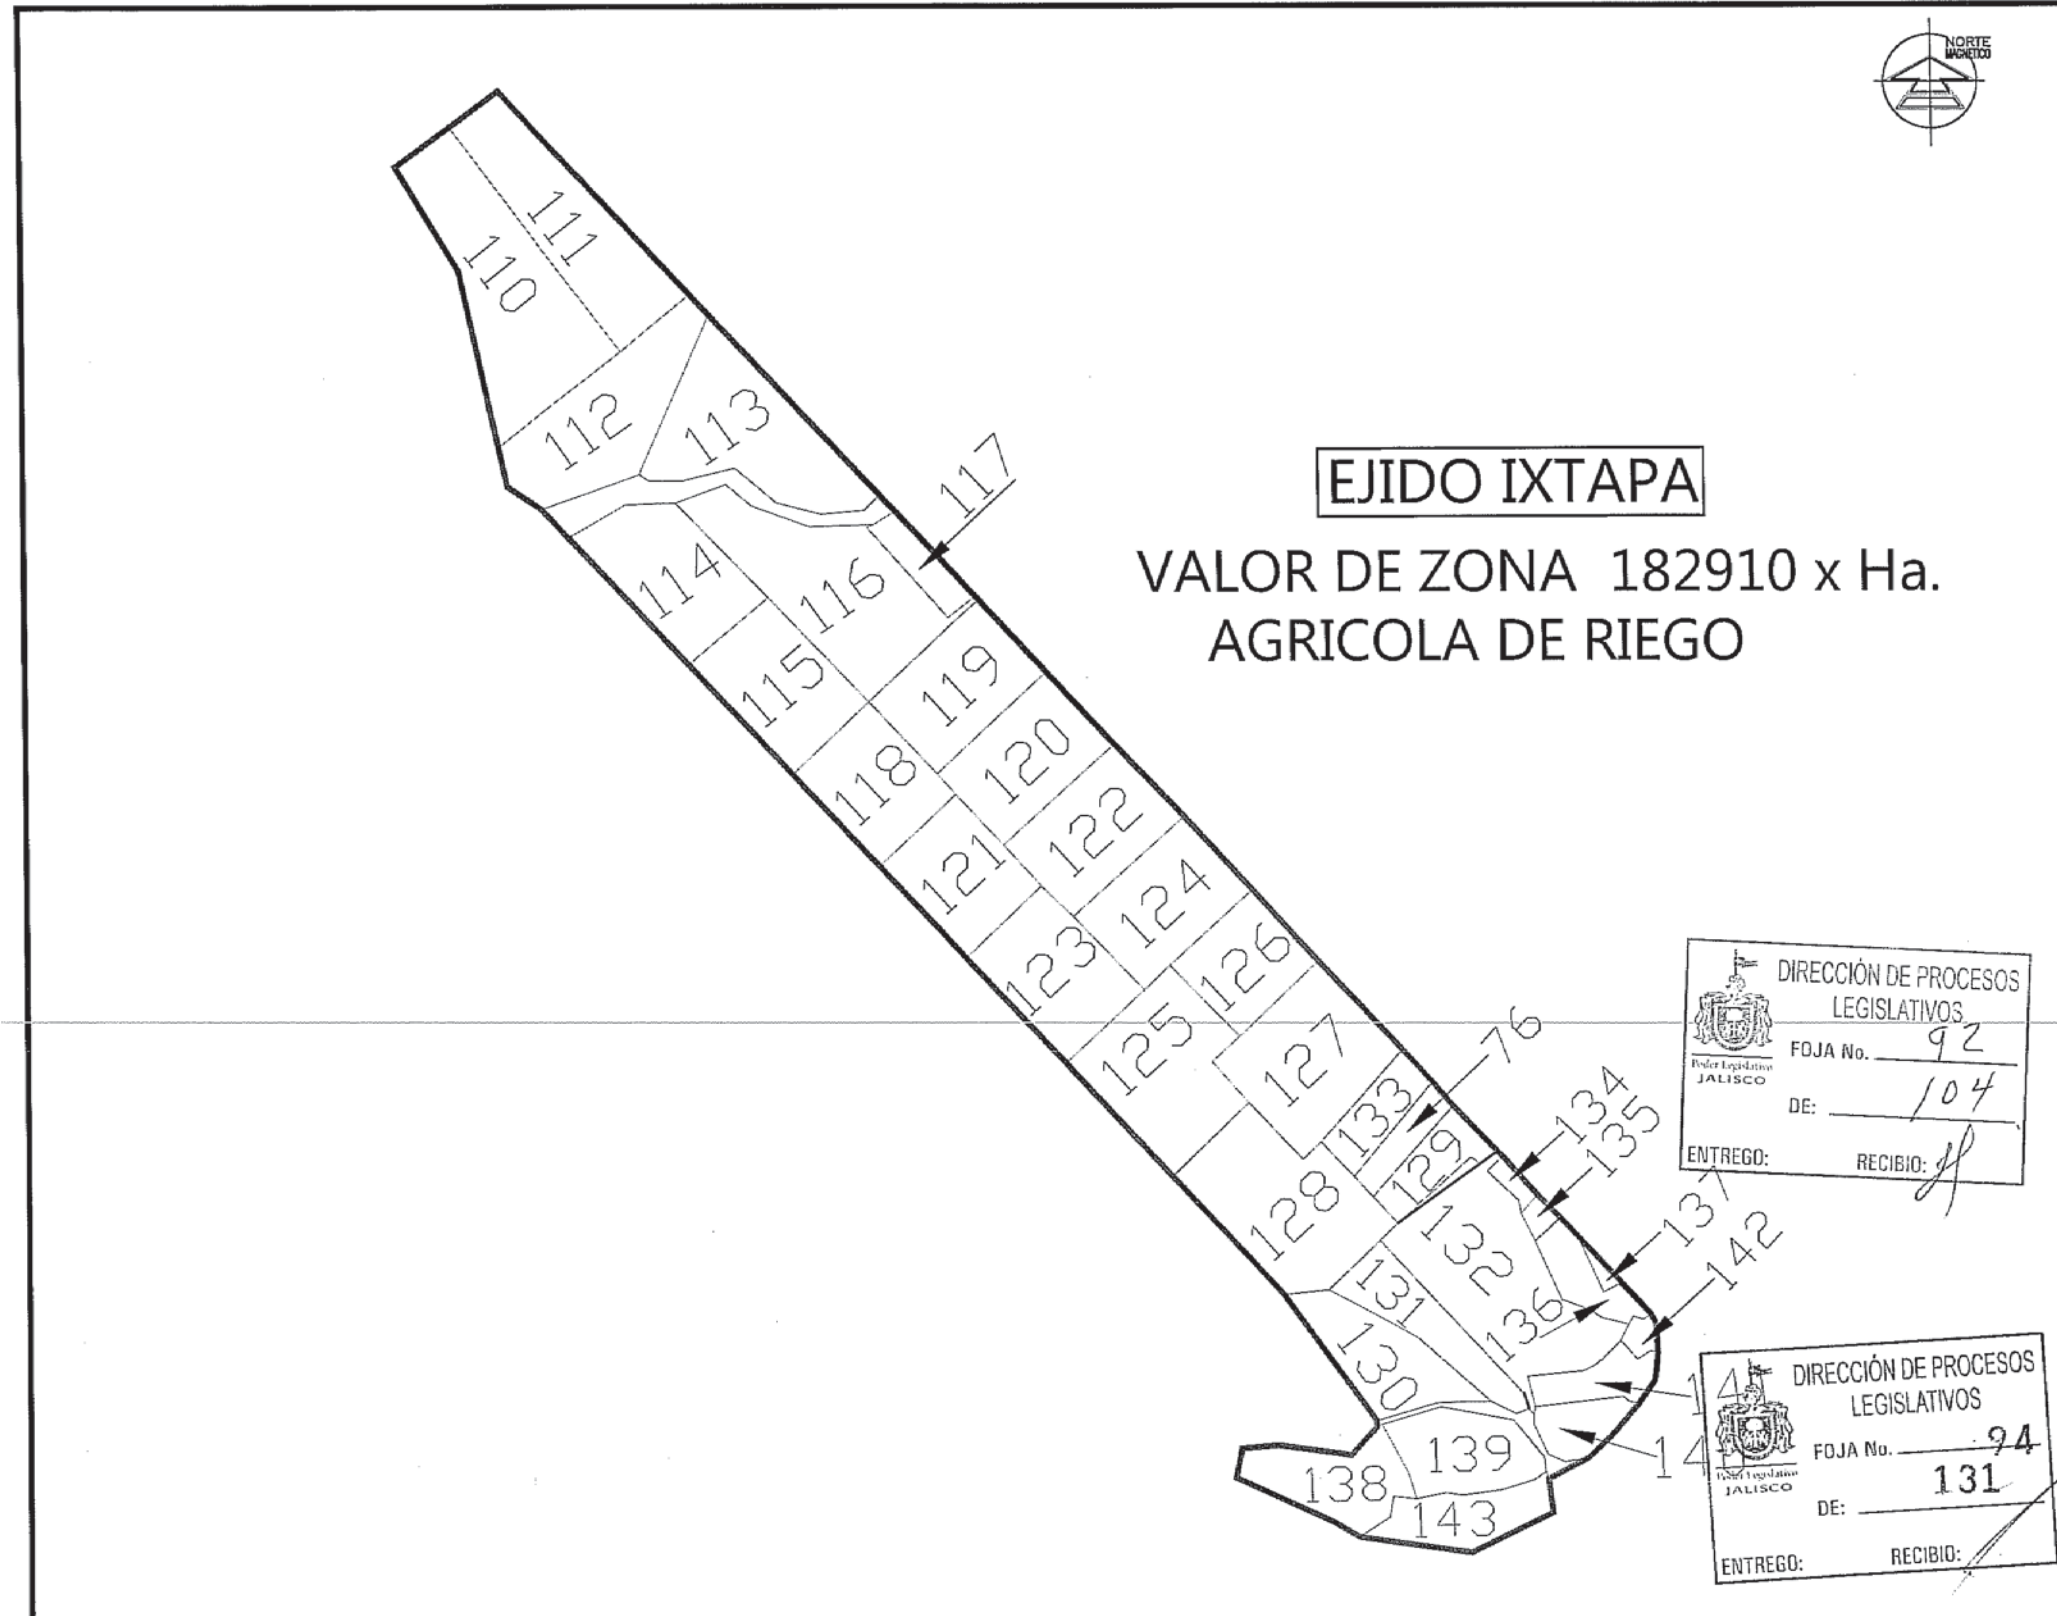 NORTE
MAGNETICO
111
110
112
113
117
114
116
115
EJIDO IXTAPA
VALOR DE ZONA 182910 x Ha.
AGRICOLA DE RIEGO
119
118
120
121
122
123
124
125
126
127
76
133
129
134
135
128
132
137
142
131
136
130
139
138
143
DIRECCIÓN DE PROCESOS
LEGISLATIVOS
FOJA No. 92
DE: 104
Poder Legislativo
JALISCO
ENTREGO: RECIBIO:
DIRECCIÓN DE PROCESOS
LEGISLATIVOS
FOJA No. 94
DE: 131
Poder Legislativo
JALISCO
ENTREGO: RECIBIO: